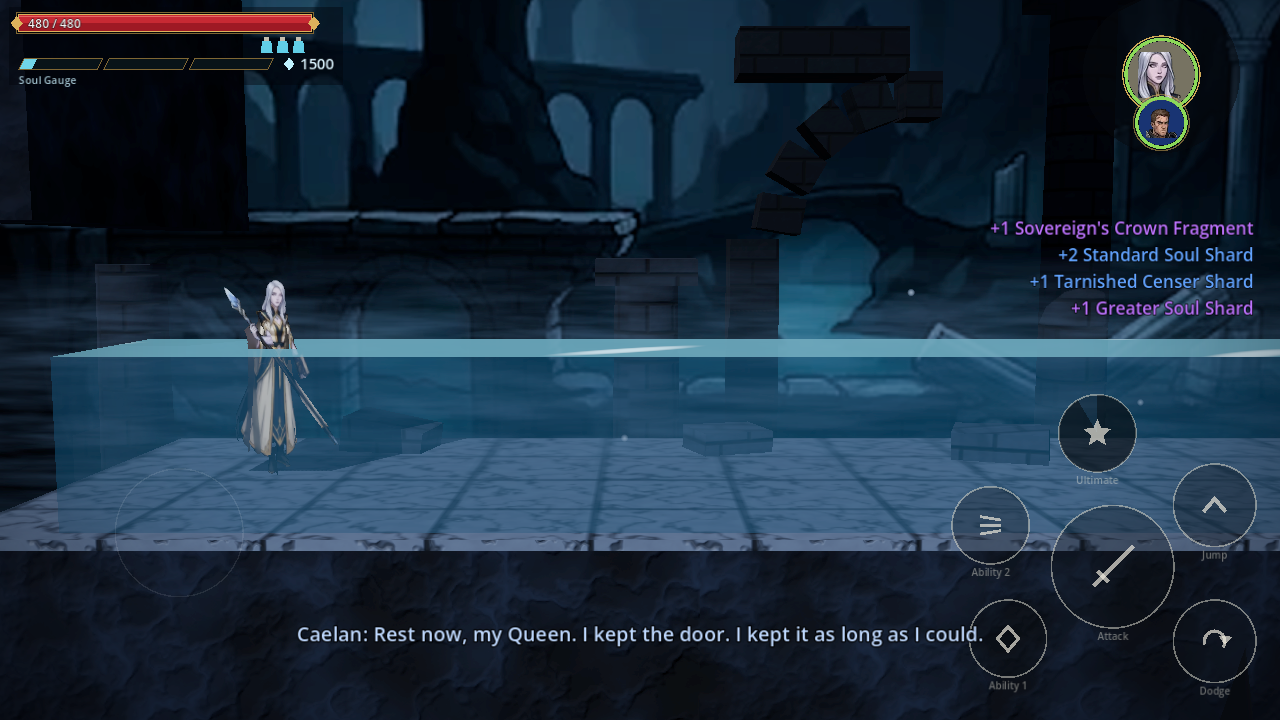 480 / 480
1500
Soul Gauge
+1 Sovereign's Crown Fragment
+2 Standard Soul Shard
+1 Tarnished Censer Shard
+1 Greater Soul Shard
Ultimate
Jump
Ability 2
Attack
Caelan: Rest now, my Queen. I kept the door. I kept it as long as I could.
Ability 1
Dodge